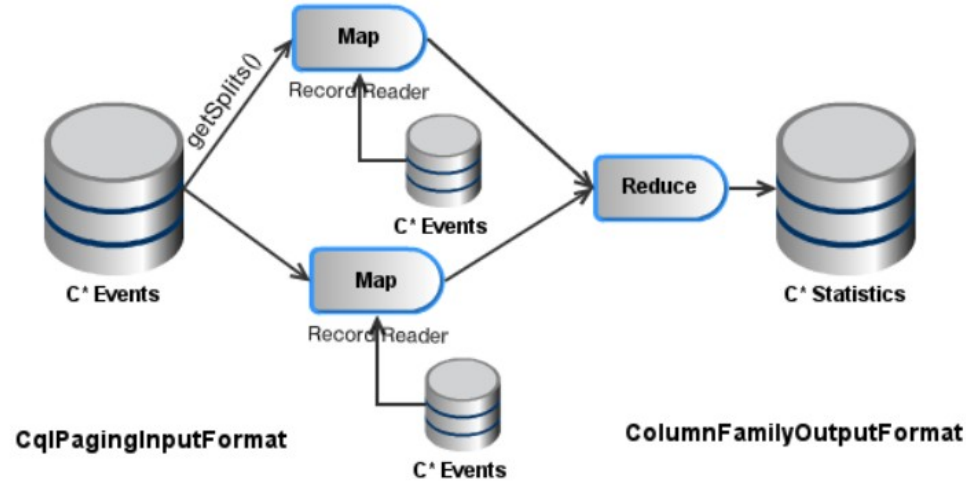 Map
getSplits()
Record Reader
C* Events
Reduce
C* Events
Map
C* Statistics
Record Reader
CqlPagingInputFormat
ColumnFamilyOutputFormat
C* Events